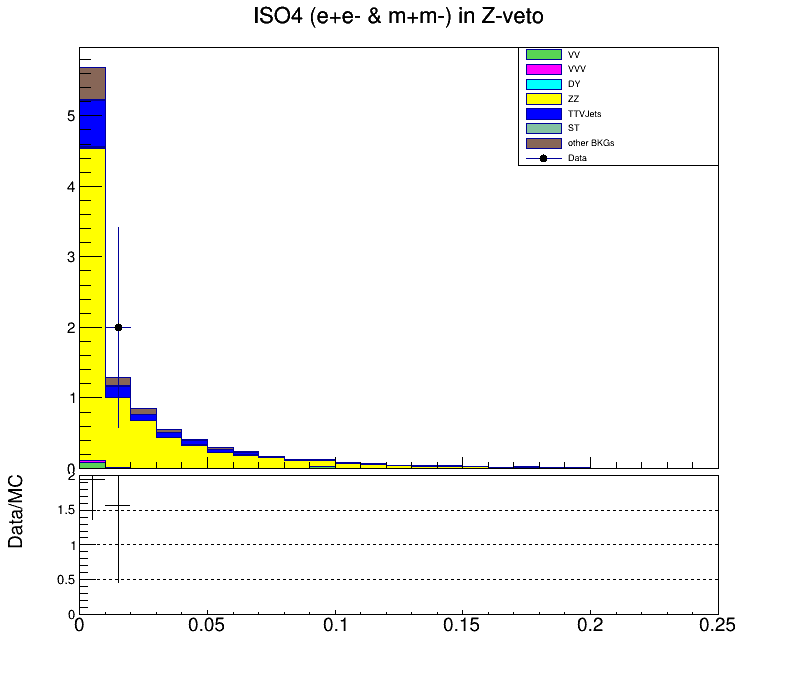 ISO4 (e+e- & m+m-) in Z-veto
VV
VVV
DY
ZZ
TTVJets
ST
other BKGs
Data
5
4
3
2
1
0
Data/MC
2
1.5
1
0.5
0
0 0.05 0.1 0.15 0.2 0.25